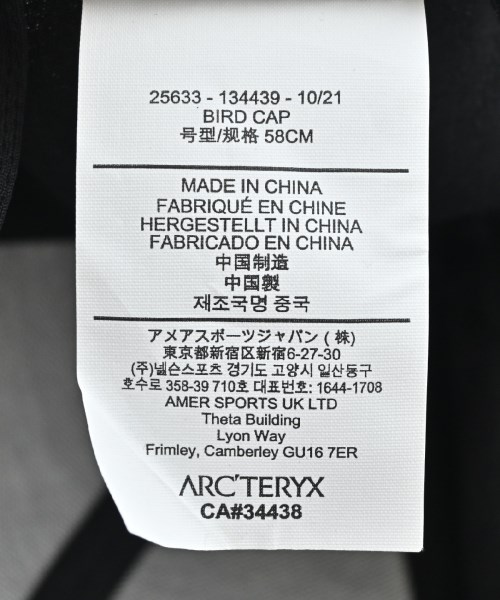 25633 - 134439 - 10/21
BIRD CAP
号型/规格 58CM
MADE IN CHINA
FABRIQUÉ EN CHINE
HERGESTELLT IN CHINA
FABRICADO EN CHINA
中国制造
中国製
제조국명 중국
アメアスポーツジャパン (株)
東京都新宿区新宿6-27-30
(주)넬슨스포츠 경기도 고양시 일산동구
호수로 358-39 710호 대표번호: 1644-1708
AMER SPORTS UK LTD
Theta Building
Lyon Way
Frimley, Camberley GU16 7ER
ARC'TERYX
CA#34438